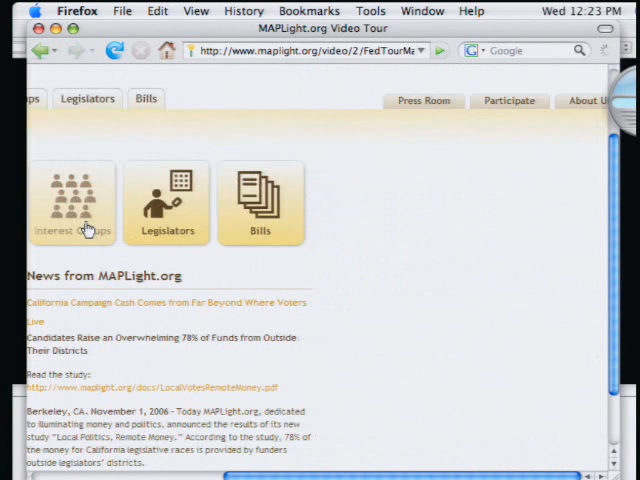 Firefox File Edit View History Bookmarks Tools Window Help Wed 12:23 PM
MAPLight.org Video Tour
http://www.maplight.org/video/2/FedTourMa Google
ups Legislators Bills Press Room Participate About U
Interest Groups Legislators Bills
News from MAPLight.org
California Campaign Cash Comes from Far Beyond Where Voters
Live
Candidates Raise an Overwhelming 78% of Funds from Outside
Their Districts
Read the study:
http://www.maplight.org/docs/LocalVotesRemoteMoney.pdf
Berkeley, CA. November 1, 2006 - Today MAPLight.org, dedicated
to illuminating money and politics, announced the results of its new
study "Local Politics, Remote Money." According to the study, 78% of
the money for California legislative races is provided by funders
outside legislators' districts.